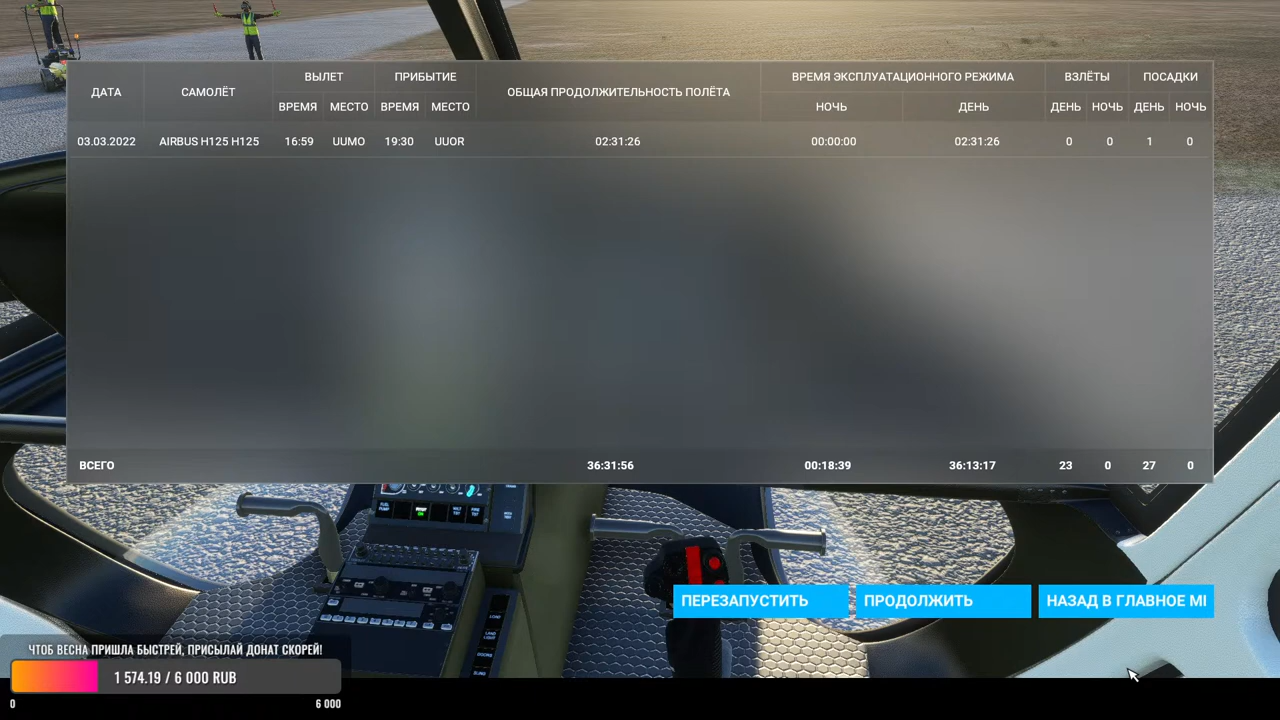 ДАТА САМОЛЁТ ВЫЛЕТ ПРИБЫТИЕ ОБЩАЯ ПРОДОЛЖИТЕЛЬНОСТЬ ПОЛЁТА ВРЕМЯ ЭКСПЛУАТАЦИОННОГО РЕЖИМА ВЗЛЁТЫ ПОСАДКИ
ВРЕМЯ МЕСТО ВРЕМЯ МЕСТО НОЧЬ ДЕНЬ ДЕНЬ НОЧЬ ДЕНЬ НОЧЬ
03.03.2022 AIRBUS H125 H125 16:59 UUMO 19:30 UUOR 02:31:26 00:00:00 02:31:26 0 0 1 0
ВСЕГО 36:31:56 00:18:39 36:13:17 23 0 27 0
ПЕРЕЗАПУСТИТЬ ПРОДОЛЖИТЬ НАЗАД В ГЛАВНОЕ
ЧТОБ ВЕСНА ПРИШЛА БЫСТРЕЙ, ПРИСЫЛАЙ ДОНАТ СКОРЕЙ!
1 574.19 / 6 000 RUB
0 6 000